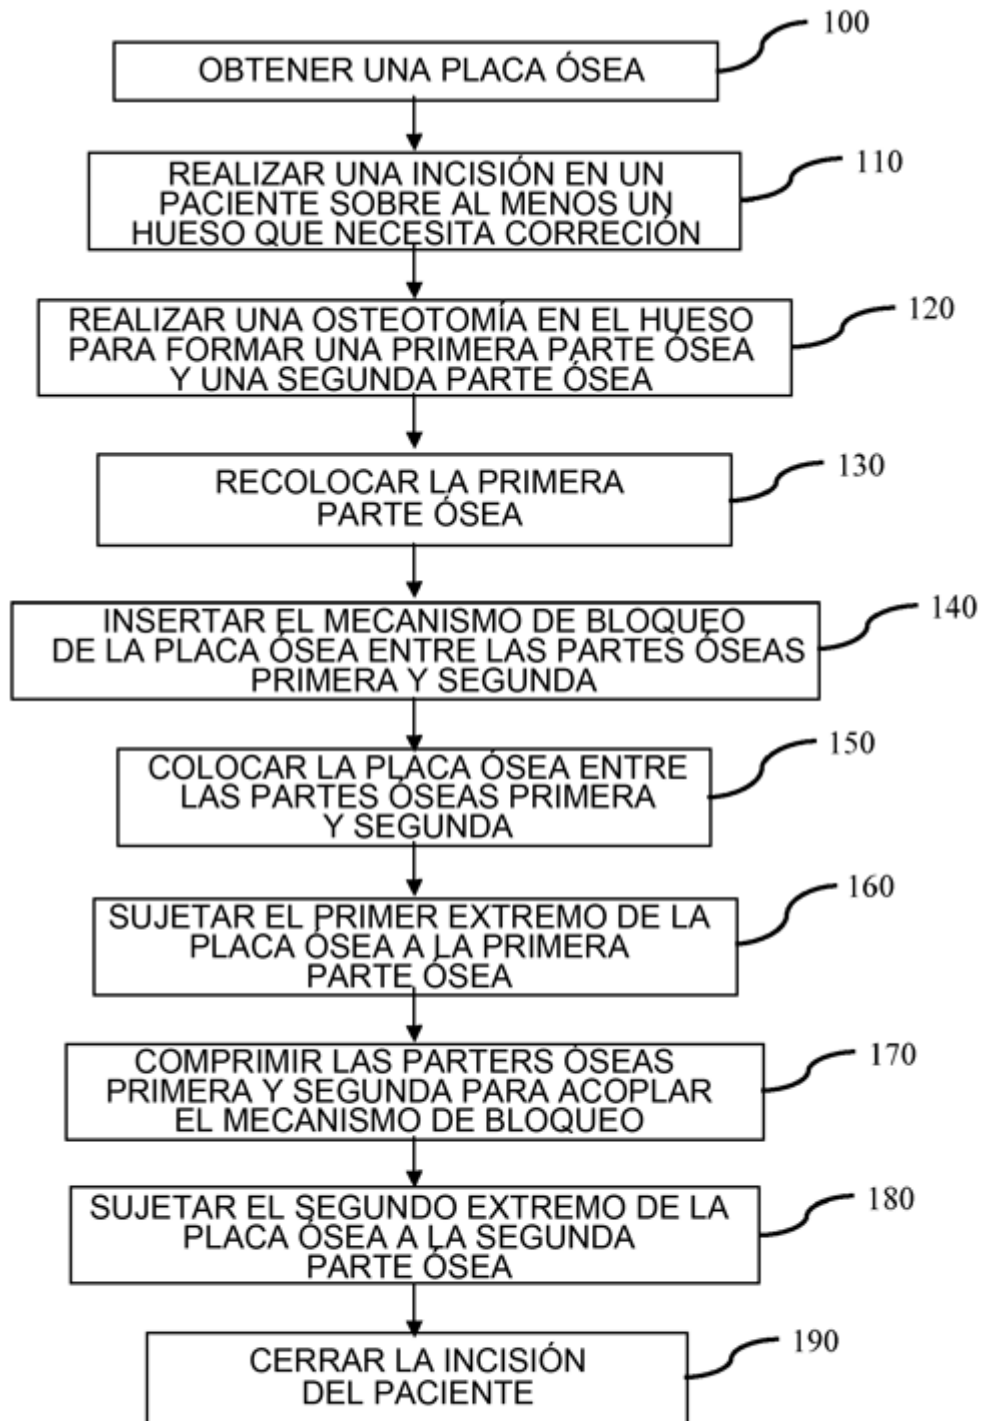 100
OBTENER UNA PLACA ÓSEA
110
REALIZAR UNA INCISIÓN EN UN
PACIENTE SOBRE AL MENOS UN
HUESO QUE NECESITA CORRECIÓN
120
REALIZAR UNA OSTEOTOMÍA EN EL HUESO
PARA FORMAR UNA PRIMERA PARTE ÓSEA
Y UNA SEGUNDA PARTE ÓSEA
130
RECOLOCAR LA PRIMERA
PARTE ÓSEA
140
INSERTAR EL MECANISMO DE BLOQUEO
DE LA PLACA ÓSEA ENTRE LAS PARTES ÓSEAS
PRIMERA Y SEGUNDA
150
COLOCAR LA PLACA ÓSEA ENTRE
LAS PARTES ÓSEAS PRIMERA
Y SEGUNDA
160
SUJETAR EL PRIMER EXTREMO DE LA
PLACA ÓSEA A LA PRIMERA
PARTE ÓSEA
170
COMPRIMIR LAS PARTERS ÓSEAS
PRIMERA Y SEGUNDA PARA ACOPLAR
EL MECANISMO DE BLOQUEO
180
SUJETAR EL SEGUNDO EXTREMO DE LA
PLACA ÓSEA A LA SEGUNDA
PARTE ÓSEA
190
CERRAR LA INCISIÓN
DEL PACIENTE